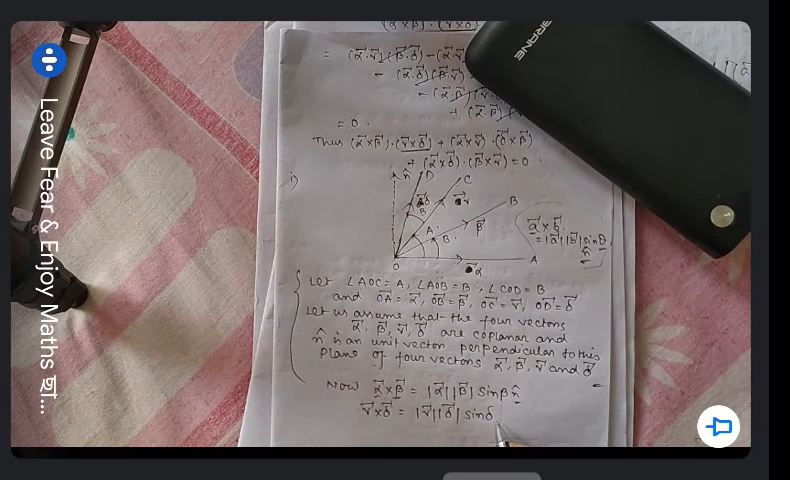 (α⃗×β⃗)·(γ⃗×δ⃗)
= (α⃗·γ⃗)(β⃗·δ⃗) – (α⃗·γ⃗
– (α⃗·δ⃗)(β⃗·γ⃗)
= 0.
Thus (α⃗×β⃗)·(γ⃗×δ⃗) + (α⃗×γ⃗)·(δ⃗×β⃗)
+ (α⃗×δ⃗)·(β⃗×γ⃗) = 0.
i)
n̂ D C
δ⃗ γ⃗
B B
β⃗
A
B
O α⃗ A
a⃗×b⃗
= |a⃗||b⃗| sinθ
n̂
Let ∠AOC = A, ∠AOB = B, ∠COD = B
and OA⃗ = α⃗, OB⃗ = β⃗, OC⃗ = γ⃗, OD⃗ = δ⃗
Let us assume that the four vectors
α⃗, β⃗, γ⃗, δ⃗ are coplanar and
n̂ is an unit vector perpendicular to this
plane of four vectors α⃗, β⃗, γ⃗ and δ⃗
Now α⃗×β⃗ = |α⃗||β⃗| sinβ n̂
γ⃗×δ⃗ = |γ⃗||δ⃗| sinδ
BRANE
Leave Fear & Enjoy Maths ছা...